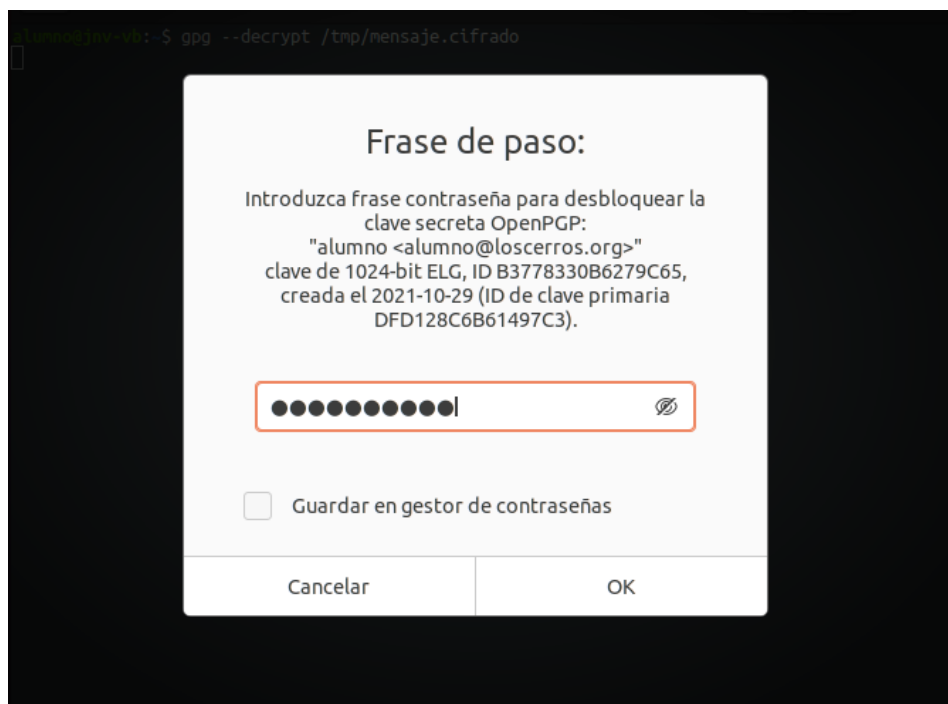 alumno@jnv-vb:~$ gpg --decrypt /tmp/mensaje.cifrado
Frase de paso:
Introduzca frase contraseña para desbloquear la
clave secreta OpenPGP:
"alumno <alumno@loscerros.org>"
clave de 1024-bit ELG, ID B3778330B6279C65,
creada el 2021-10-29 (ID de clave primaria
DFD128C6B61497C3).
●●●●●●●●●●
Guardar en gestor de contraseñas
Cancelar
OK